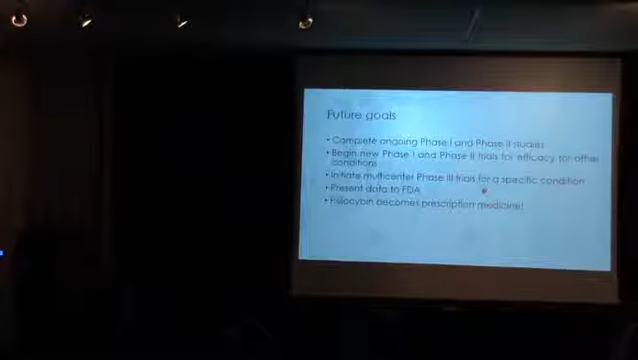 Future goals
• Complete ongoing Phase I and Phase II studies
• Begin new Phase I and Phase II trials for efficacy for other
conditions
• Initiate multicenter Phase III trials for a specific condition
• Present data to FDA
• Psilocybin becomes prescription medicine!